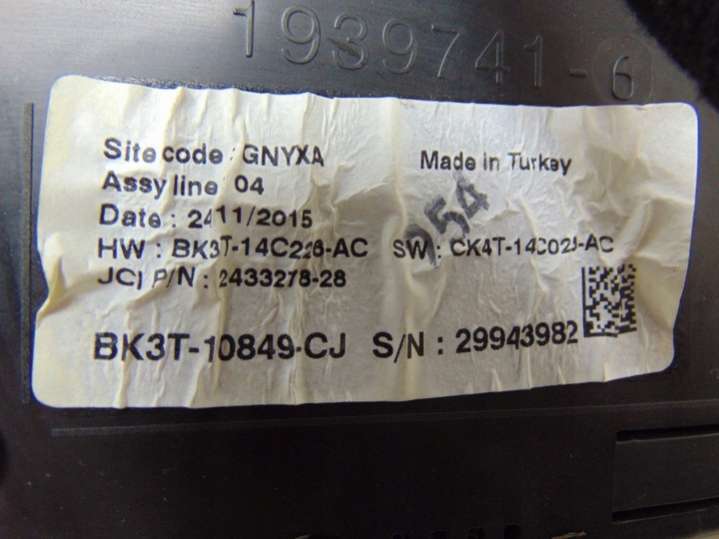 1939741-6
Site code : GNYXA Made in Turkey
Assy line 04
Date : 24/11/2015
954
HW : BK3T-14C226-AC SW : CK4T-14C023-AC
JCI P/N : 2433278-28
BK3T-10849-CJ S/N : 29943982